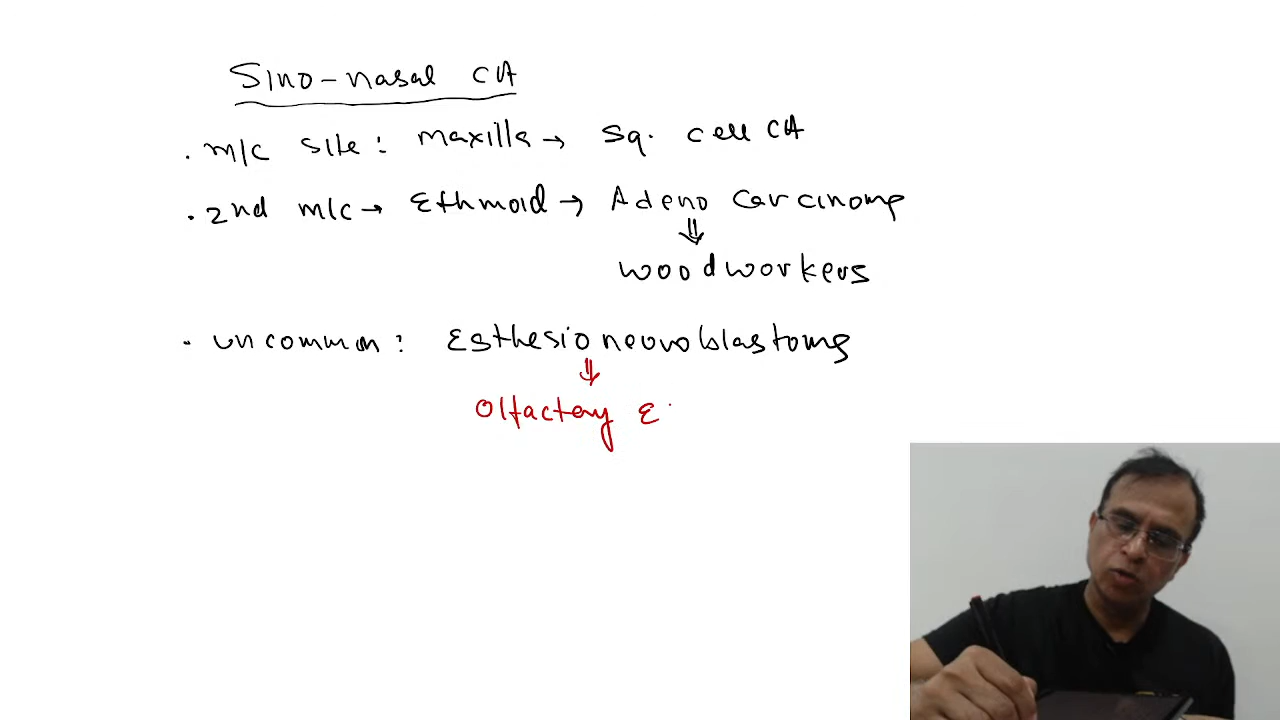 Sino-nasal CA
. m/c site: maxilla → Sq. cell CA
. 2nd m/c → Ethmoid → Adeno carcinoma
⇓
woodworkers
. uncommon: Esthesioneuroblastoma
⇓
Olfactory E